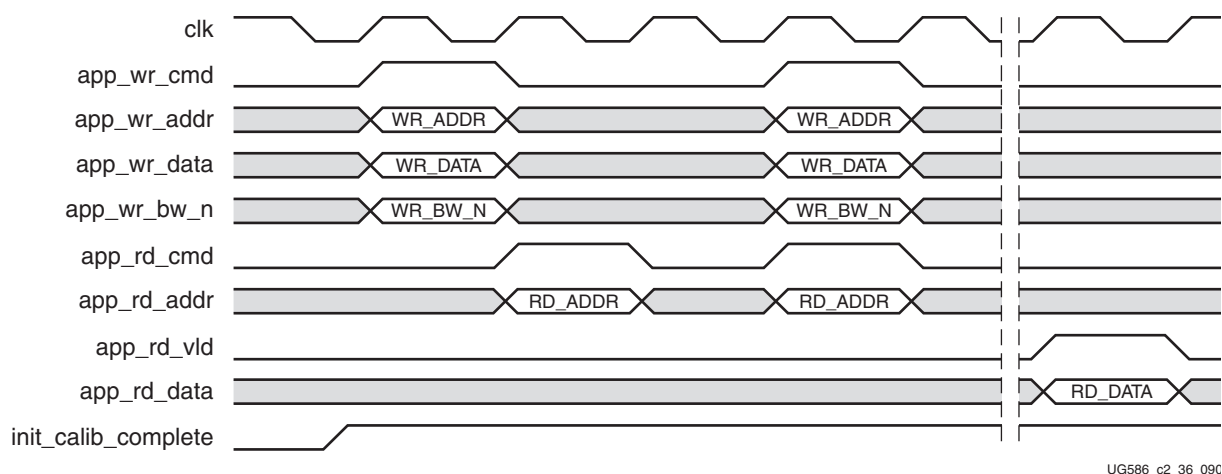 clk
app_wr_cmd
app_wr_addr WR_ADDR WR_ADDR
app_wr_data WR_DATA WR_DATA
app_wr_bw_n WR_BW_N WR_BW_N
app_rd_cmd
app_rd_addr RD_ADDR RD_ADDR
app_rd_vld
app_rd_data RD_DATA
init_calib_complete
UG586_c2_36_090